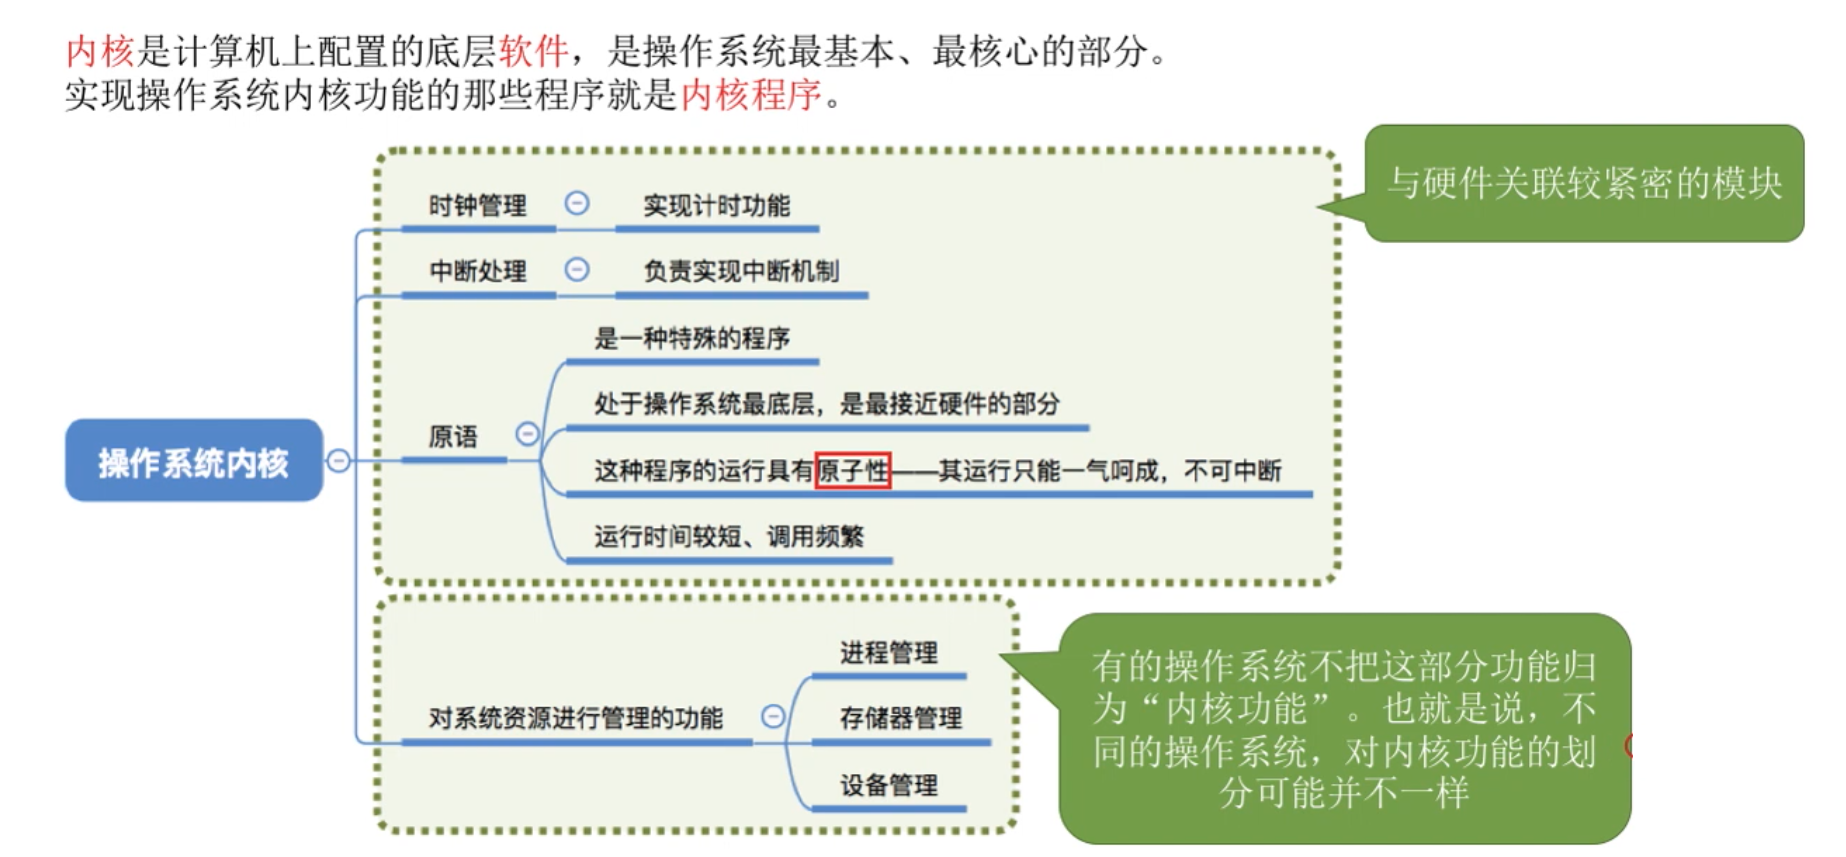 内核是计算机上配置的底层软件，是操作系统最基本、最核心的部分。
实现操作系统内核功能的那些程序就是内核程序。
与硬件关联较紧密的模块
时钟管理
实现计时功能
中断处理
负责实现中断机制
是一种特殊的程序
处于操作系统最底层，是最接近硬件的部分
原语
这种程序的运行具有原子性——其运行只能一气呵成，不可中断
运行时间较短、调用频繁
操作系统内核
进程管理
对系统资源进行管理的功能
存储器管理
设备管理
有的操作系统不把这部分功能归
为“内核功能”。也就是说，不
同的操作系统，对内核功能的划
分可能并不一样